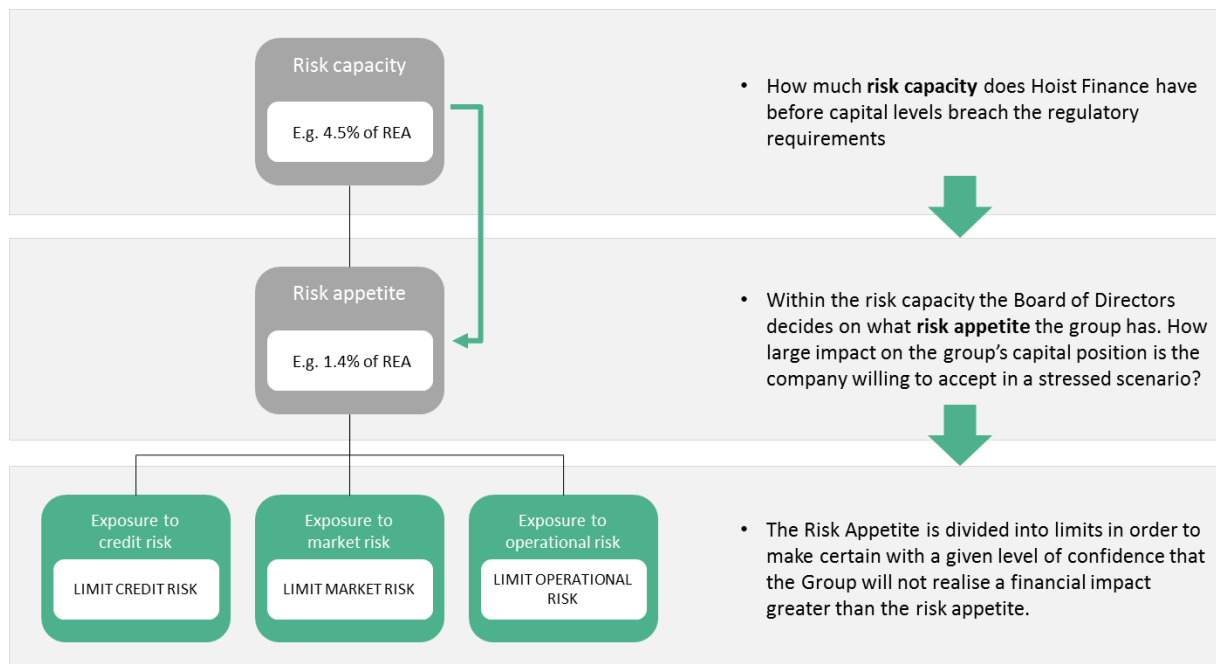 Risk capacity
E.g. 4.5% of REA
• How much risk capacity does Hoist Finance have
before capital levels breach the regulatory
requirements
Risk appetite
E.g. 1.4% of REA
• Within the risk capacity the Board of Directors
decides on what risk appetite the group has. How
large impact on the group’s capital position is the
company willing to accept in a stressed scenario?
Exposure to
credit risk
LIMIT CREDIT RISK
Exposure to
market risk
LIMIT MARKET RISK
Exposure to
operational risk
LIMIT OPERATIONAL
RISK
• The Risk Appetite is divided into limits in order to
make certain with a given level of confidence that
the Group will not realise a financial impact
greater than the risk appetite.